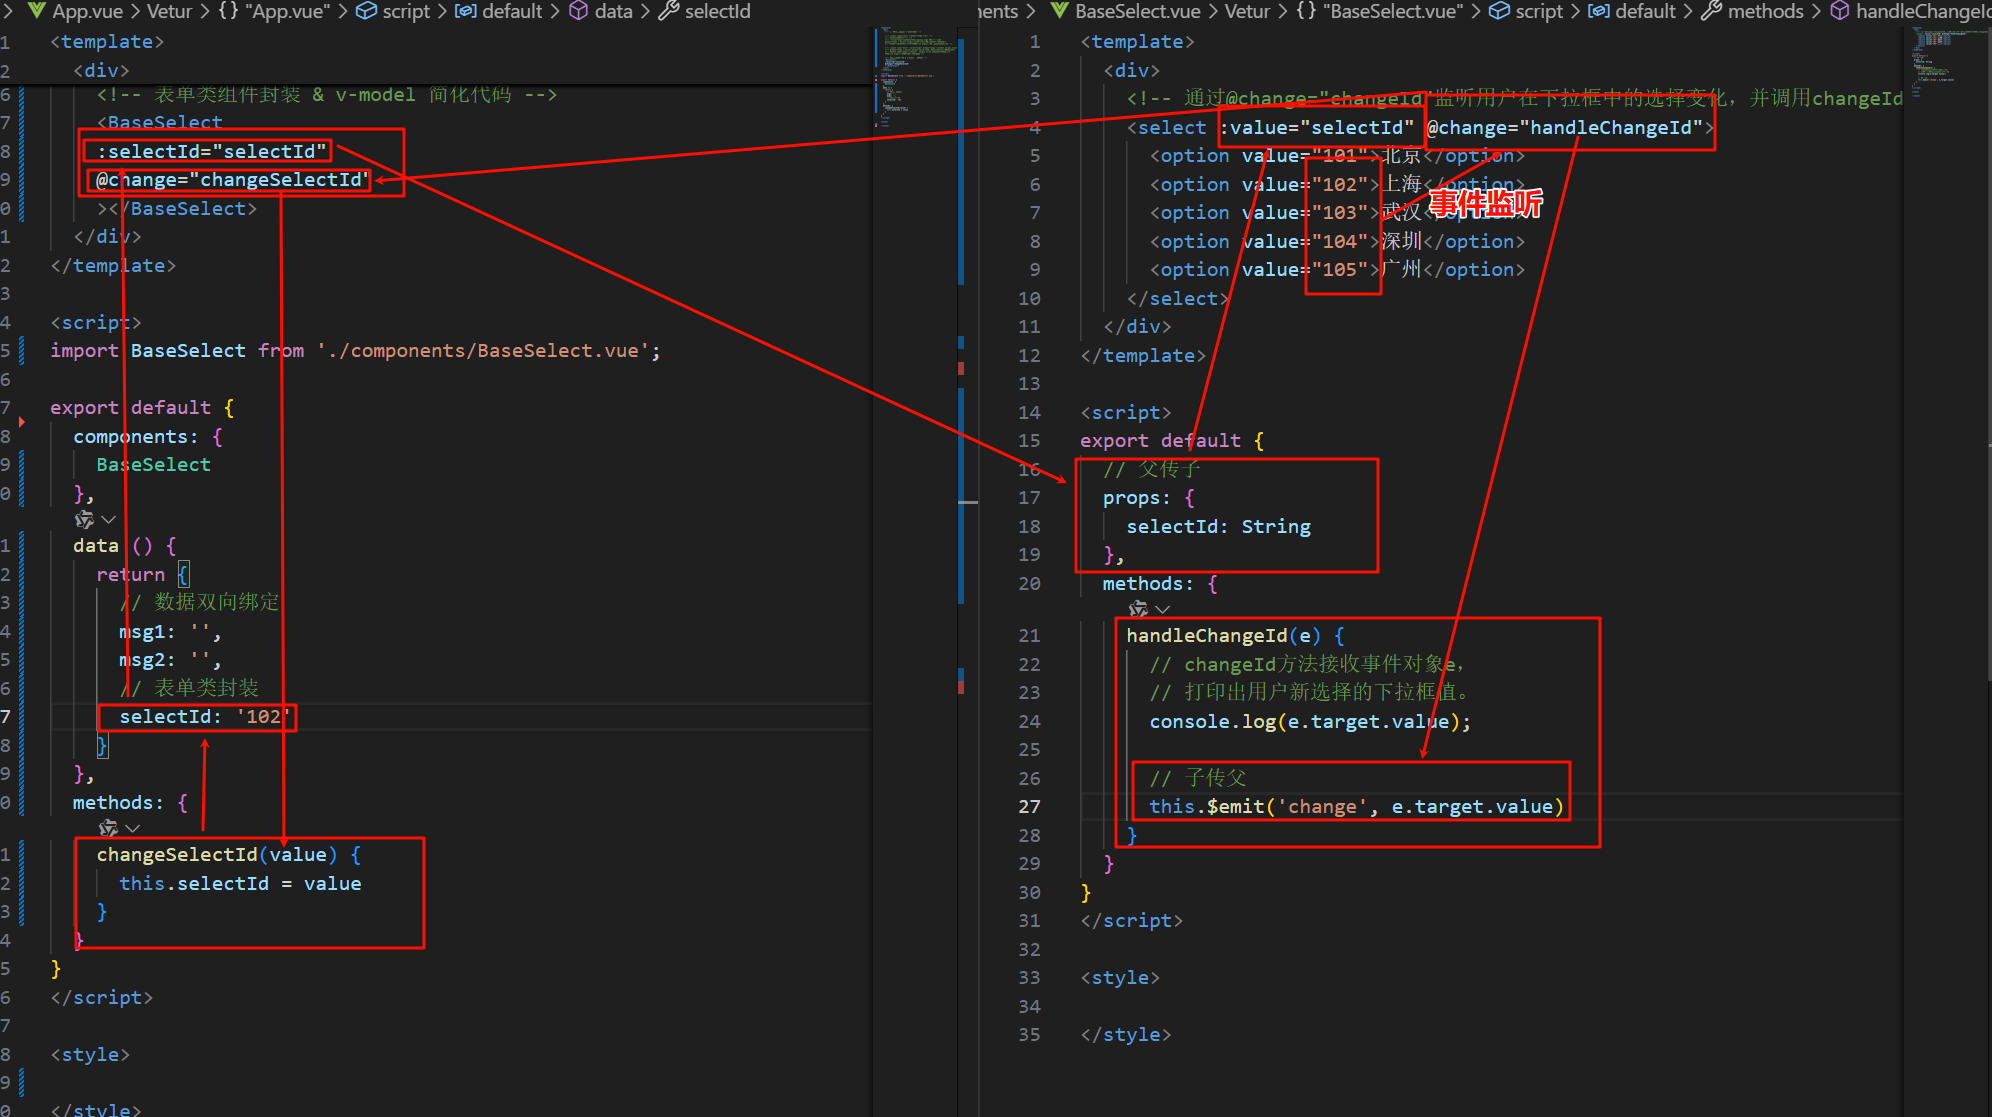 App.vue > Vetur > {} "App.vue" > script > default > data > selectId
1 <template>
2 <div>
6 <!-- 表单类组件封装 & v-model 简化代码 -->
7 <BaseSelect
8 :selectId="selectId"
9 @change="changeSelectId"
0 ></BaseSelect>
1 </div>
2 </template>
3
4 <script>
5 import BaseSelect from './components/BaseSelect.vue';
6
7 export default {
8 components: {
9 BaseSelect
0 },
1 data () {
2 return {
3 // 数据双向绑定
4 msg1: '',
5 msg2: '',
6 // 表单类封装
7 selectId: '102'
8 }
9 },
0 methods: {
1 changeSelectId(value) {
2 this.selectId = value
3 }
4 }
5 }
6 </script>
7
8 <style>
9
0 </style>
nents > BaseSelect.vue > Vetur > {} "BaseSelect.vue" > script > default > methods > handleChangeId
1 <template>
2 <div>
3 <!-- 通过@change="changeId"监听用户在下拉框中的选择变化，并调用changeId
4 <select :value="selectId" @change="handleChangeId">
5 <option value="101">北京</option>
6 <option value="102">上海</option>
7 <option value="103">武汉</option>
事件监听
8 <option value="104">深圳</option>
9 <option value="105">广州</option>
10 </select>
11 </div>
12 </template>
13
14 <script>
15 export default {
16 // 父传子
17 props: {
18 selectId: String
19 },
20 methods: {
21 handleChangeId(e) {
22 // changeId方法接收事件对象e，
23 // 打印出用户新选择的下拉框值。
24 console.log(e.target.value);
25
26 // 子传父
27 this.$emit('change', e.target.value)
28 }
29 }
30 }
31 </script>
32
33 <style>
34
35 </style>